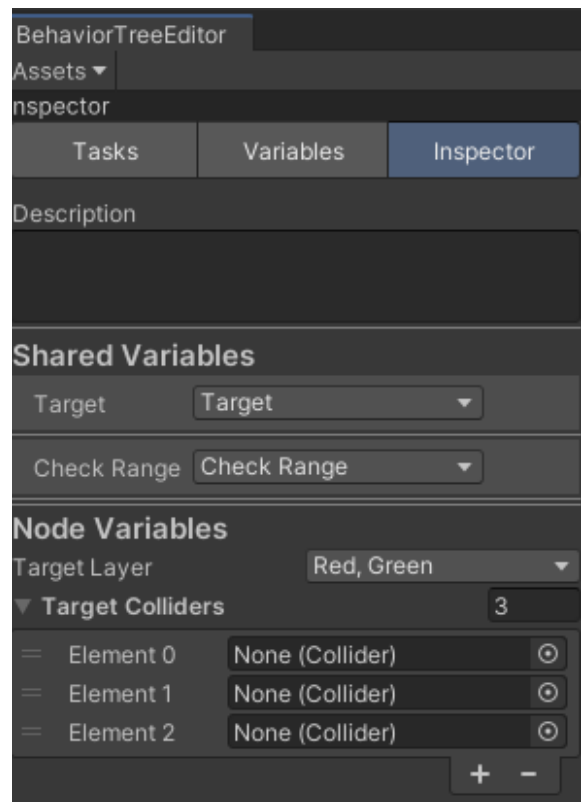 BehaviorTreeEditor
Assets
nspector
Tasks Variables Inspector
Description
Shared Variables
Target Target
Check Range Check Range
Node Variables
Target Layer Red, Green
Target Colliders 3
Element 0 None (Collider)
Element 1 None (Collider)
Element 2 None (Collider)
+ -